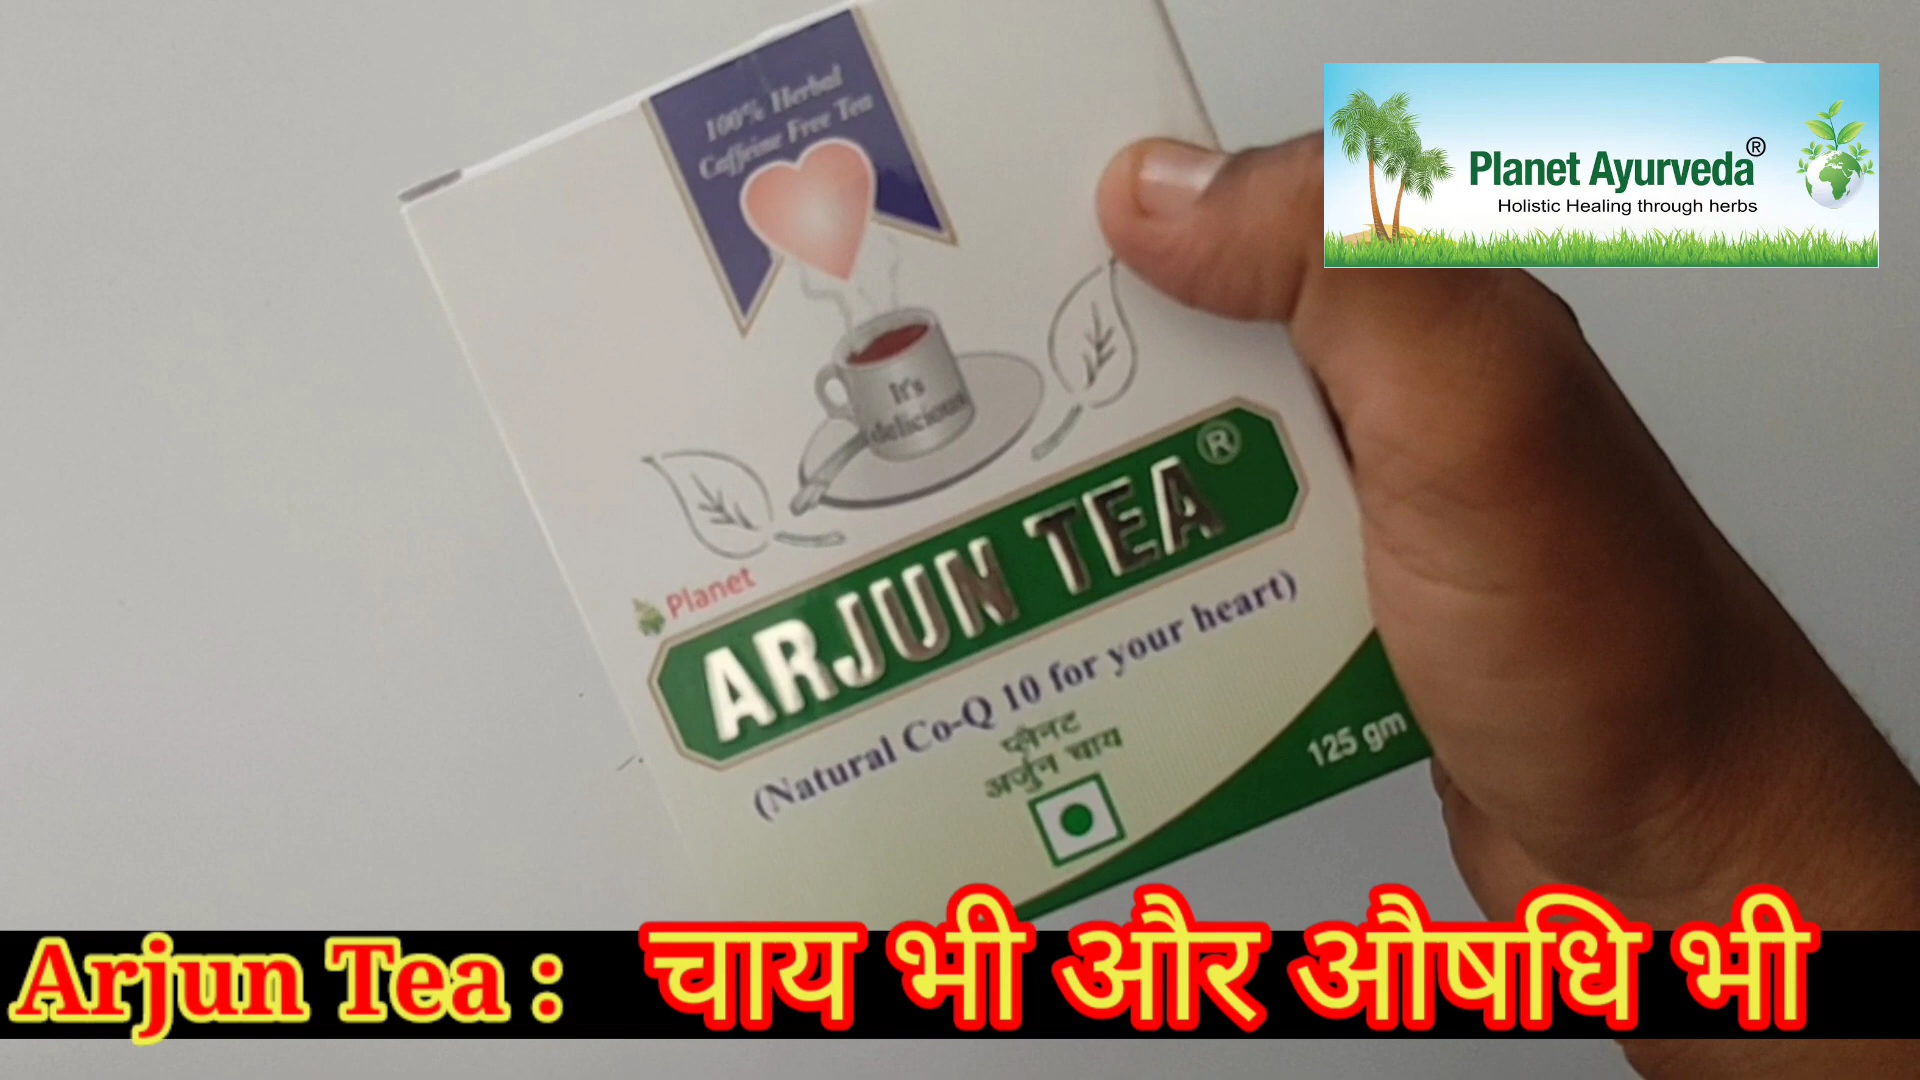 100% Herbal
Caffeine Free Tea
Planet Ayurveda®
Holistic Healing through herbs
It's
delicious
Planet
ARJUN TEA®
(Natural Co-Q 10 for your heart)
प्लैनट
अर्जुन चाय
125 gm
Arjun Tea : चाय भी और औषधि भी